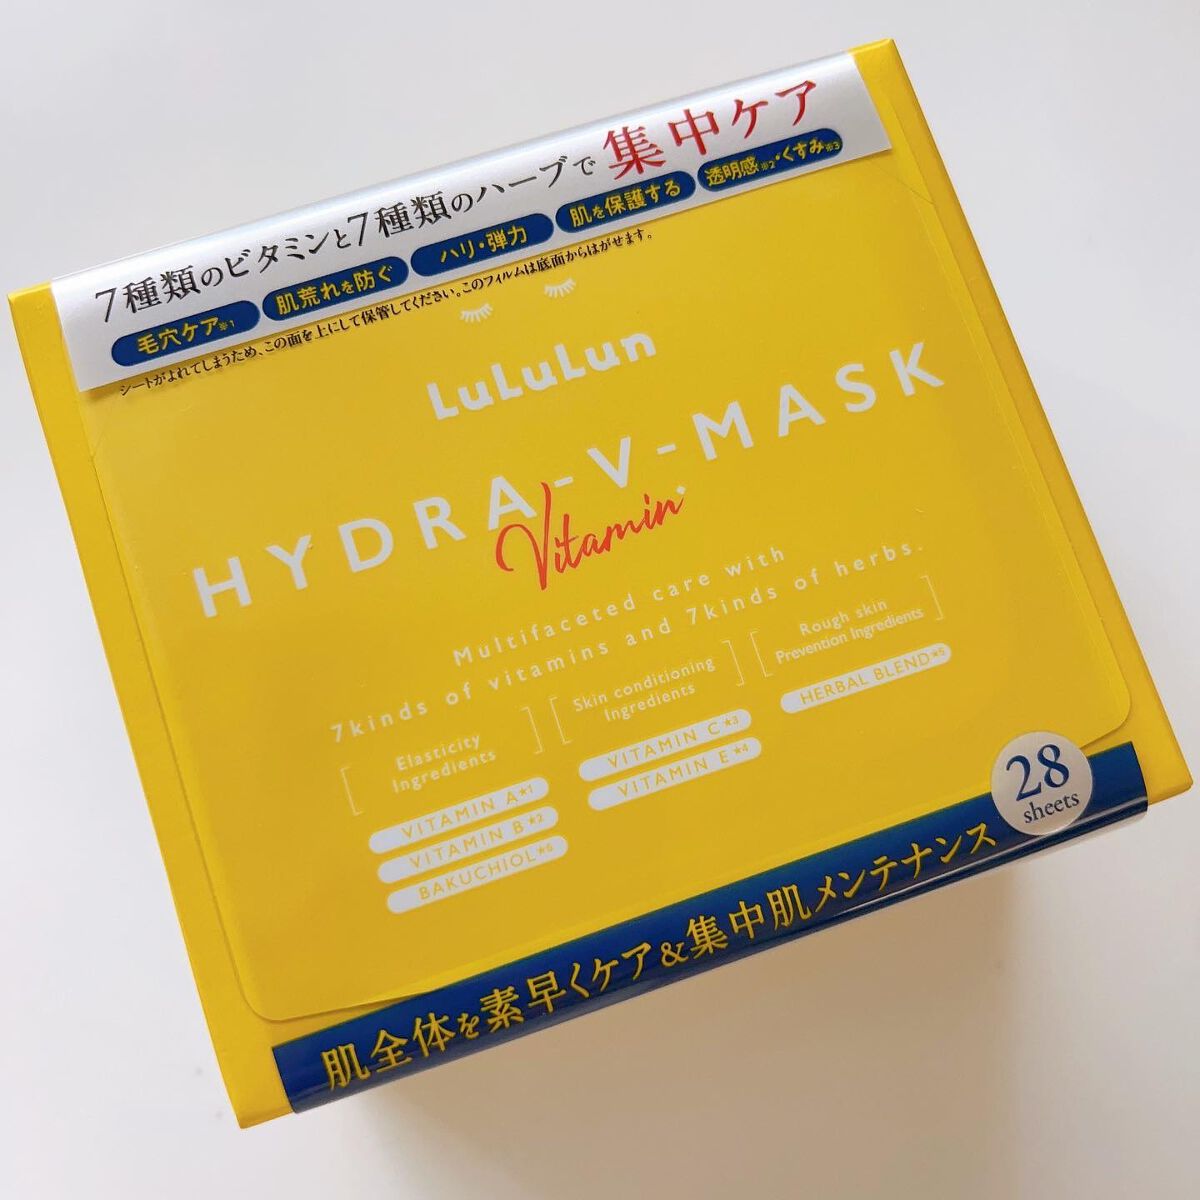 7種類のビタミンと7種類のハーブで集中ケア
毛穴ケア※1 肌荒れを防ぐ ハリ・弾力 肌を保護する 透明感※2・くすみ※3
シートがよれてしまうため、この面を上にして保管してください。このフィルムは底面からはがせます。
LuLuLun
HYDRA-V-MASK
Vitamin
Multifaceted care with
7kinds of vitamins and 7kinds of herbs.
Elasticity
Ingredients
VITAMIN A★1
VITAMIN B★2
BAKUCHIOL★6
Skin conditioning
Ingredients
VITAMIN C★3
VITAMIN E★4
Rough skin
Prevention Ingredients
HERBAL BLEND★5
28
sheets
肌全体を素早くケア&集中肌メンテナンス